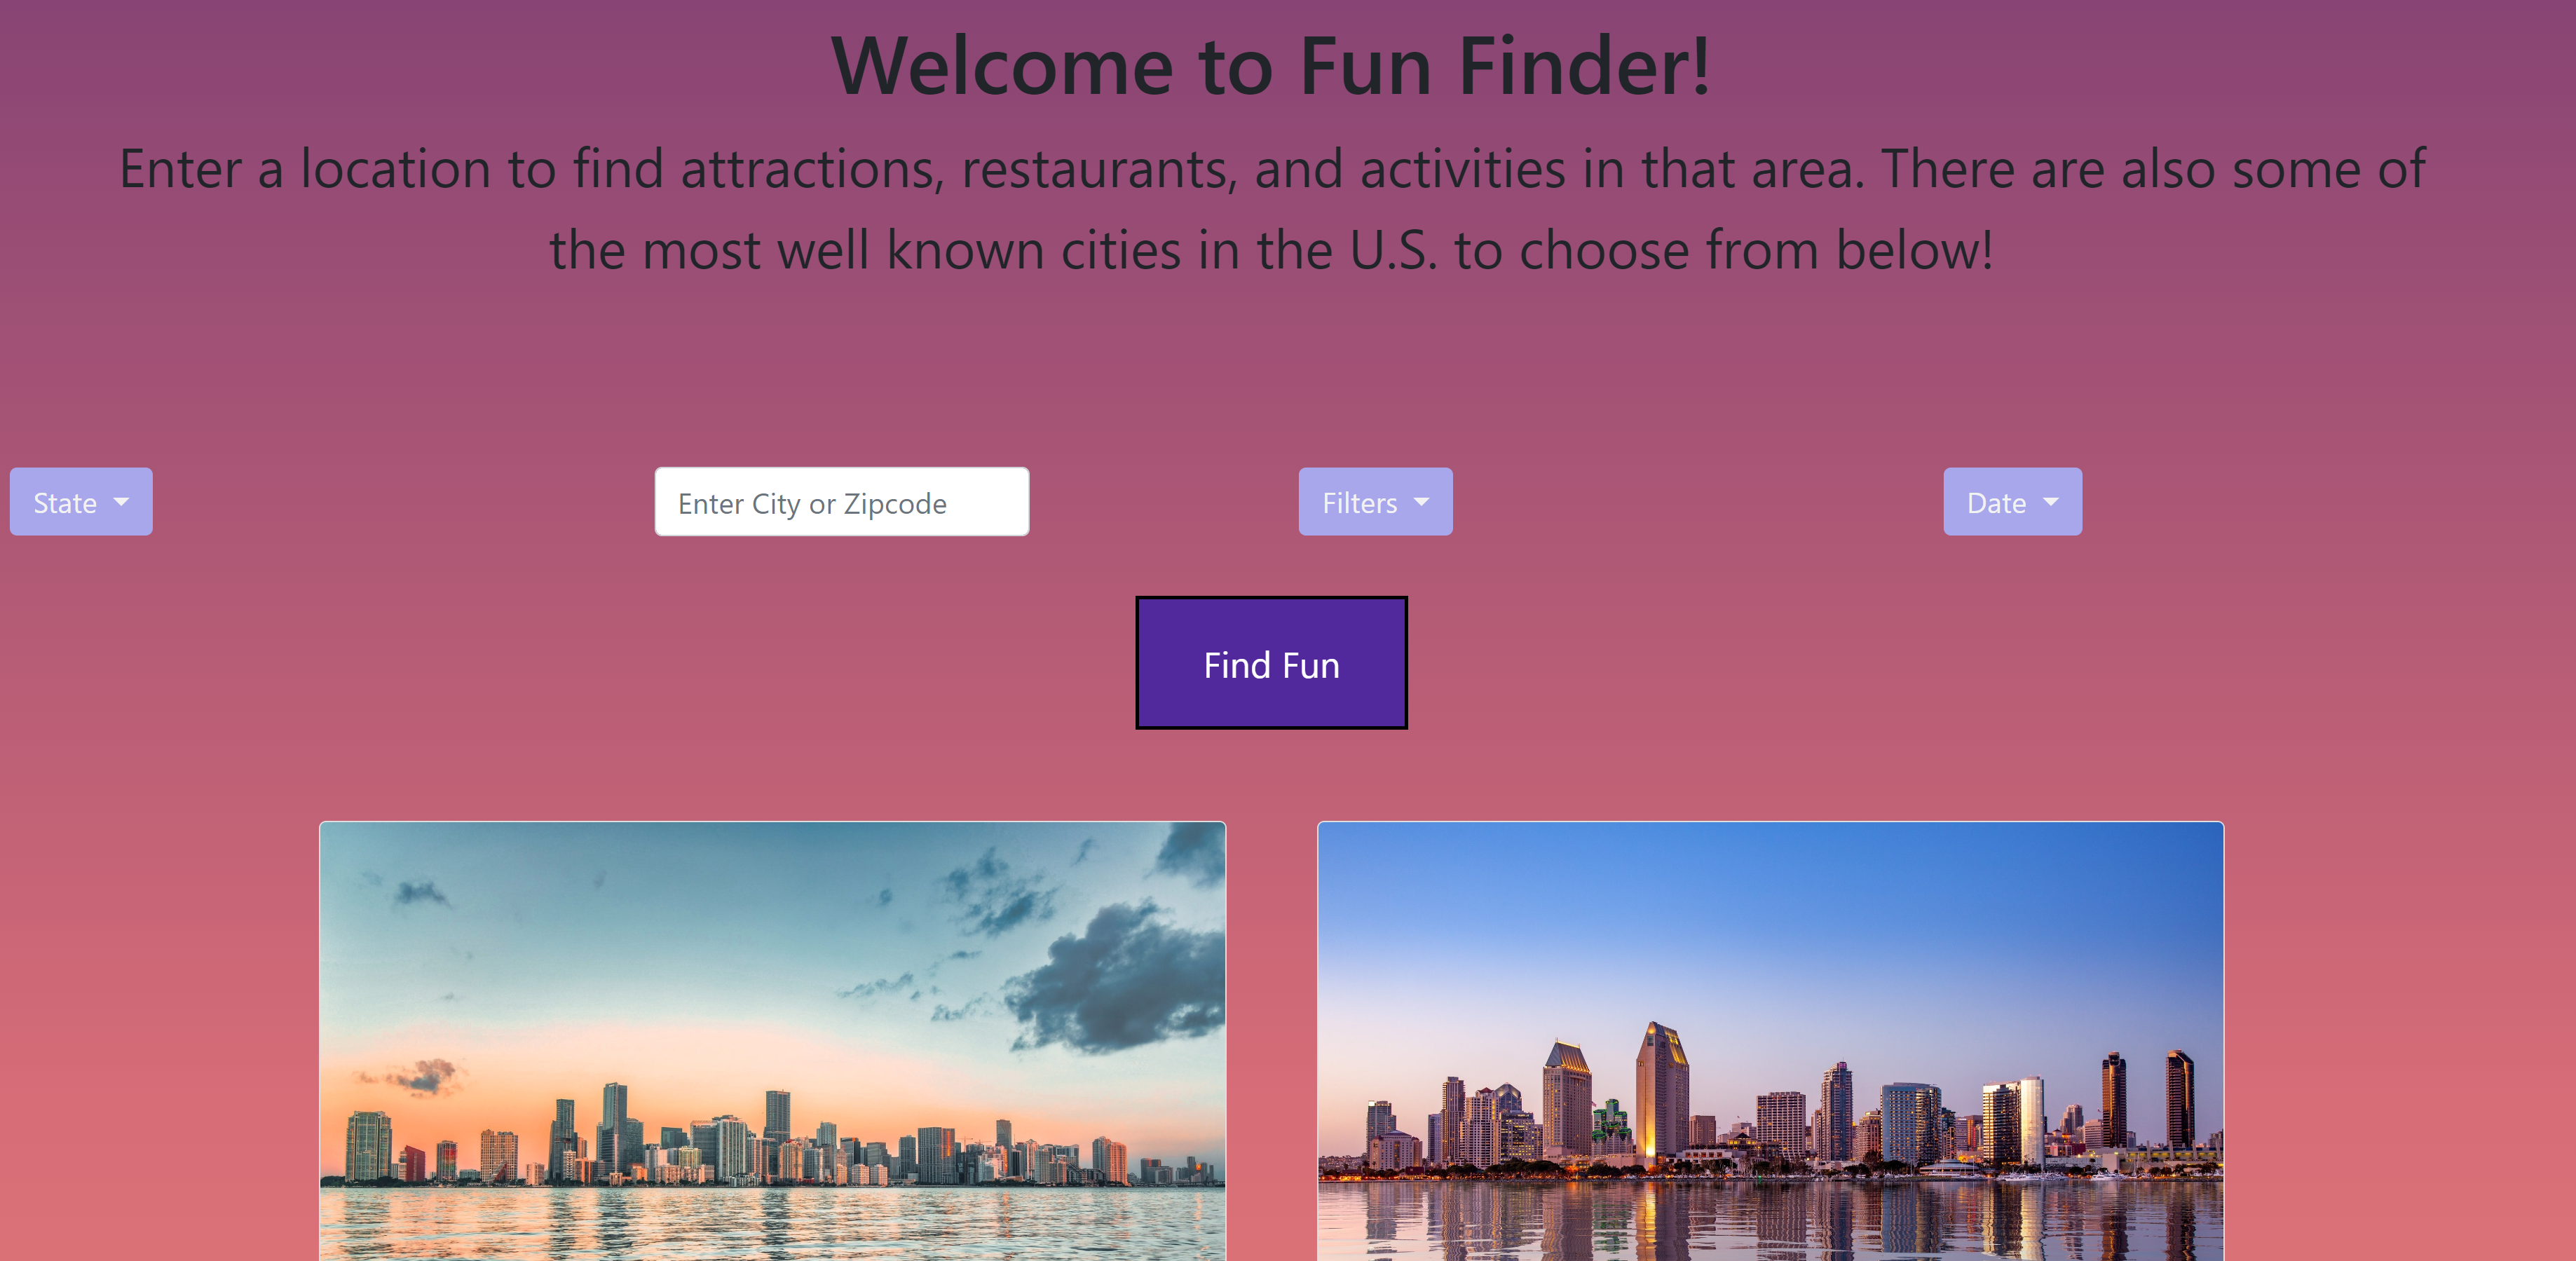 Welcome to Fun Finder!
Enter a location to find attractions, restaurants, and activities in that area. There are also some of
the most well known cities in the U.S. to choose from below!
State
Enter City or Zipcode
Filters
Date
Find Fun